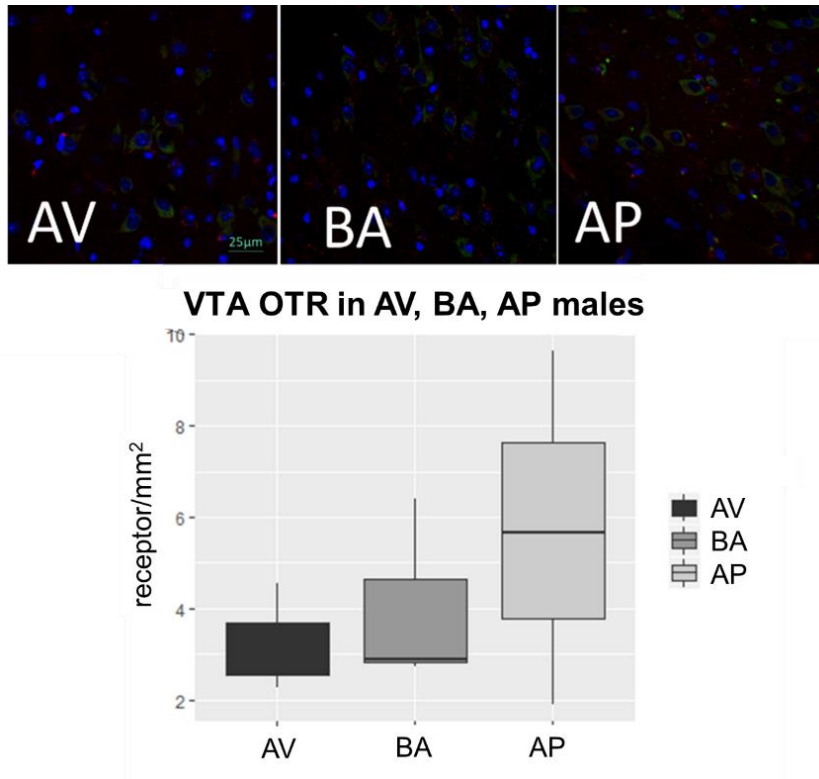 AV
25µm
BA
AP
VTA OTR in AV, BA, AP males
10
8
6
4
2
receptor/mm²
AV
BA
AP
AV
BA
AP